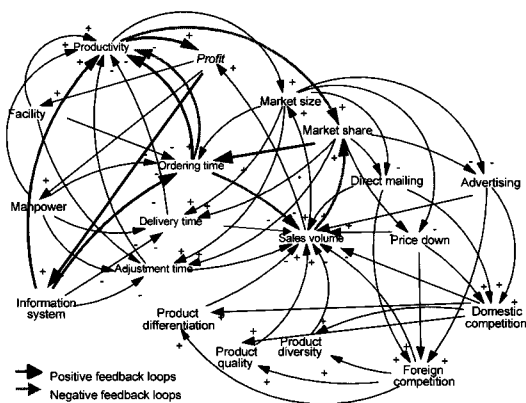 Productivity
Profit
Facility
Market size
Market share
Ordering time
Direct mailing
Advertising
Manpower
Delivery time
Sales volume
Price down
Adjustment time
Information
system
Product
differentiation
Domestic
competition
Product
quality
Product
diversity
Foreign
competition
Positive feedback loops
Negative feedback loops